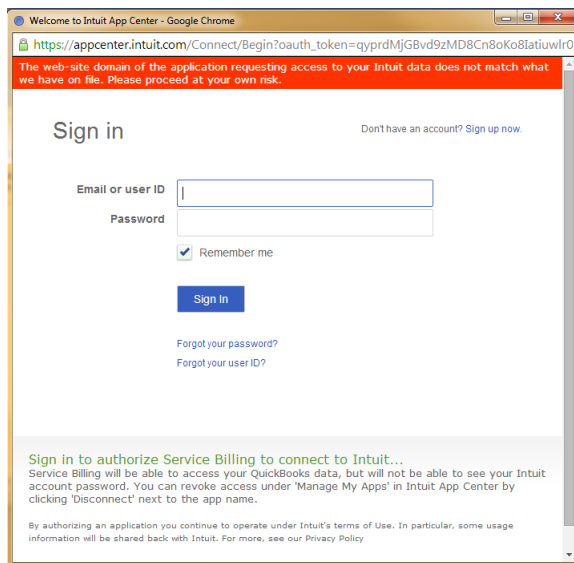 Welcome to Intuit App Center - Google Chrome
https://appcenter.intuit.com/Connect/Begin?oauth_token=qyprdMjGBvd9zMD8Cn8oKo8Iatiuwlr0
The web-site domain of the application requesting access to your Intuit data does not match what
we have on file. Please proceed at your own risk.
Sign in
Don't have an account? Sign up now.
Email or user ID
Password
Remember me
Sign In
Forgot your password?
Forgot your user ID?
Sign in to authorize Service Billing to connect to Intuit...
Service Billing will be able to access your QuickBooks data, but will not be able to see your Intuit
account password. You can revoke access under 'Manage My Apps' in Intuit App Center by
clicking 'Disconnect' next to the app name.
By authorizing an application you continue to operate under Intuit's terms of Use. In particular, some usage
information will be shared back with Intuit. For more, see our Privacy Policy